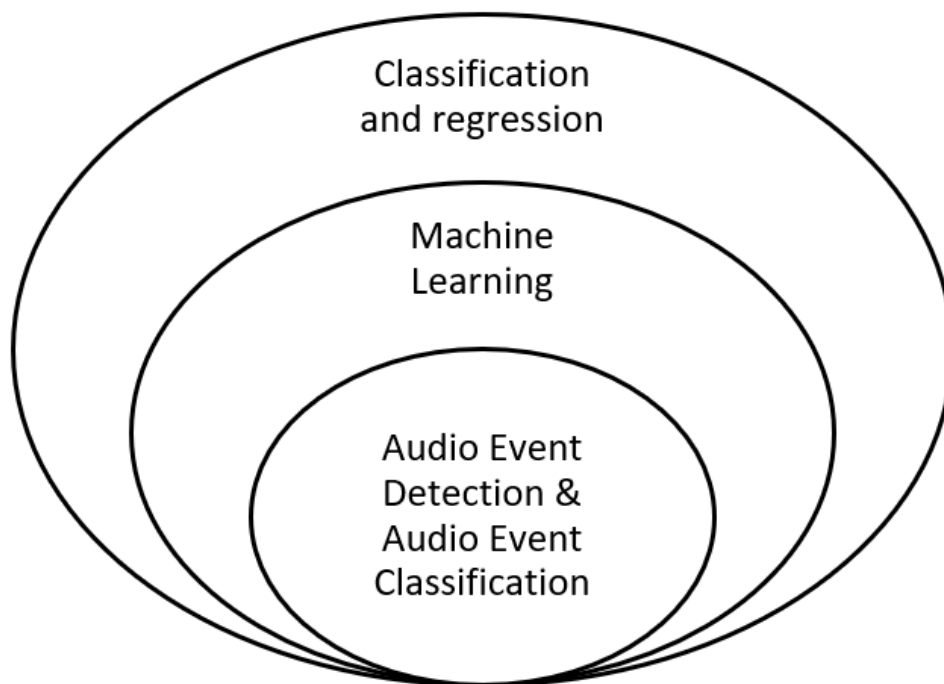 Classification
and regression
Machine
Learning
Audio Event
Detection &
Audio Event
Classification